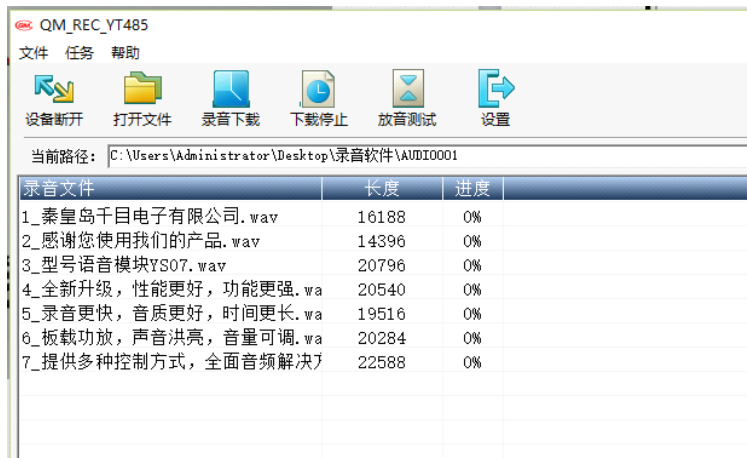 QM_REC_YT485
文件 任务 帮助
设备断开 打开文件 录音下载 下载停止 放音测试 设置
当前路径： C:\Users\Administrator\Desktop\录音软件\AUDIO001
录音文件 长度 进度
1_秦皇岛千目电子有限公司.wav 16188 0%
2_感谢您使用我们的产品.wav 14396 0%
3_型号语音模块YS07.wav 20796 0%
4_全新升级，性能更好，功能更强.wa 20540 0%
5_录音更快，音质更好，时间更长.wa 19516 0%
6_板载功放，声音洪亮，音量可调.wa 20284 0%
7_提供多种控制方式，全面音频解决方 22588 0%